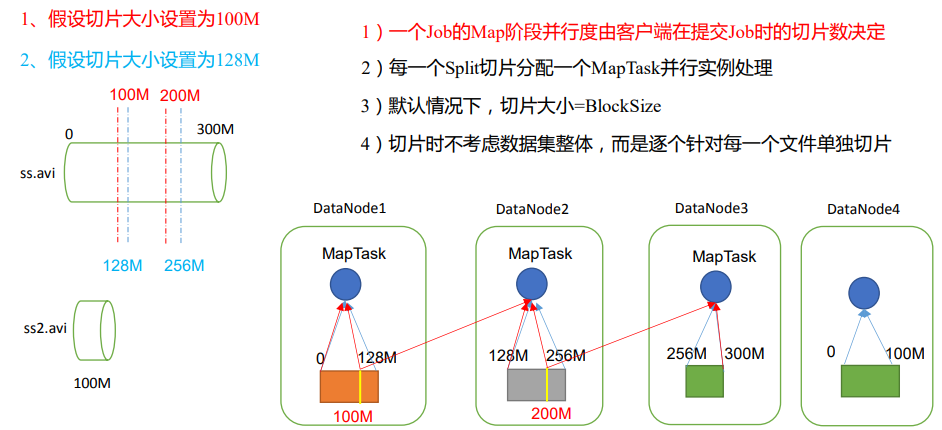 1、假设切片大小设置为100M
2、假设切片大小设置为128M
1）一个Job的Map阶段并行度由客户端在提交Job时的切片数决定
2）每一个Split切片分配一个MapTask并行实例处理
3）默认情况下，切片大小=BlockSize
4）切片时不考虑数据集整体，而是逐个针对每一个文件单独切片
100M 200M
0 300M
ss.avi
128M 256M
ss2.avi
100M
DataNode1 DataNode2 DataNode3 DataNode4
MapTask MapTask MapTask
0 128M 128M 256M 256M 300M 0 100M
100M 200M